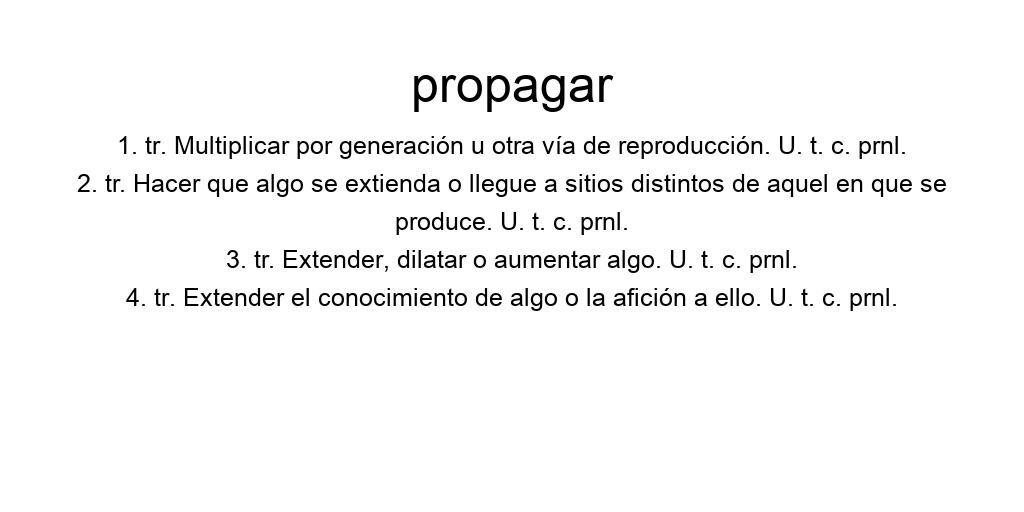 propagar
1. tr. Multiplicar por generación u otra vía de reproducción. U. t. c. prnl.
2. tr. Hacer que algo se extienda o llegue a sitios distintos de aquel en que se
produce. U. t. c. prnl.
3. tr. Extender, dilatar o aumentar algo. U. t. c. prnl.
4. tr. Extender el conocimiento de algo o la afición a ello. U. t. c. prnl.